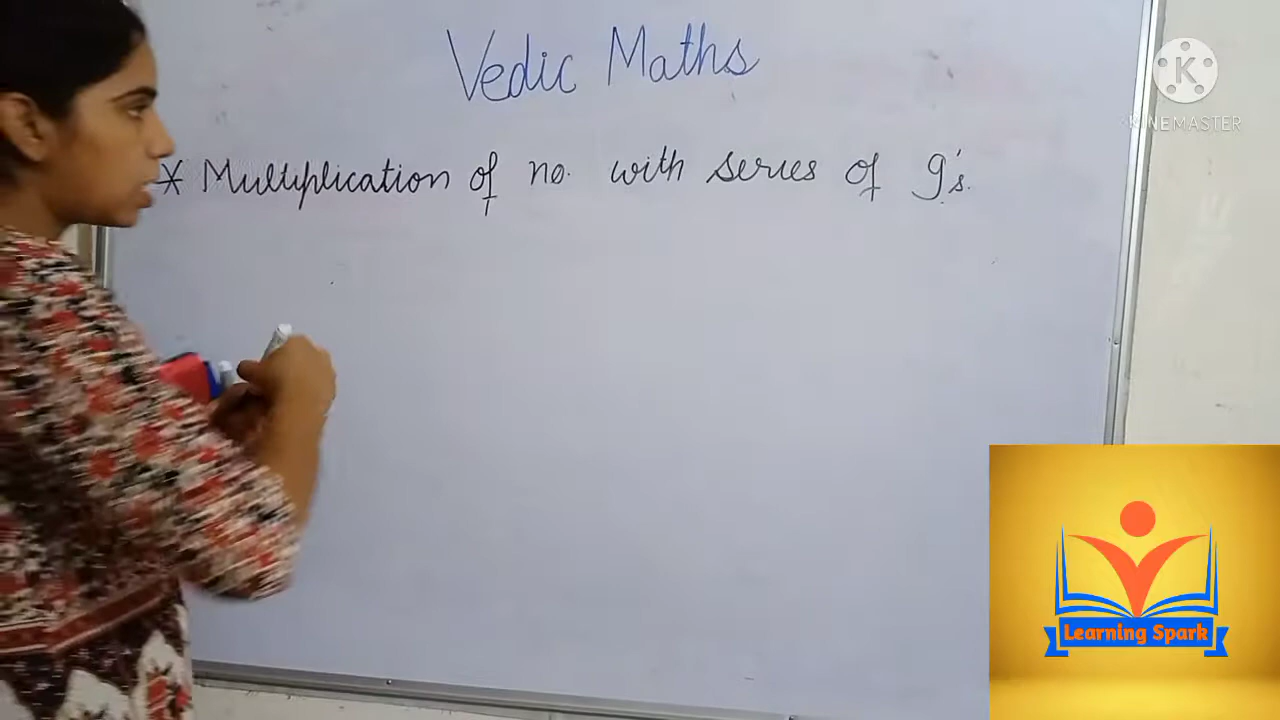 Vedic Maths
* Multiplication of no. with series of 9's.
K
KINEMASTER
Learning Spark